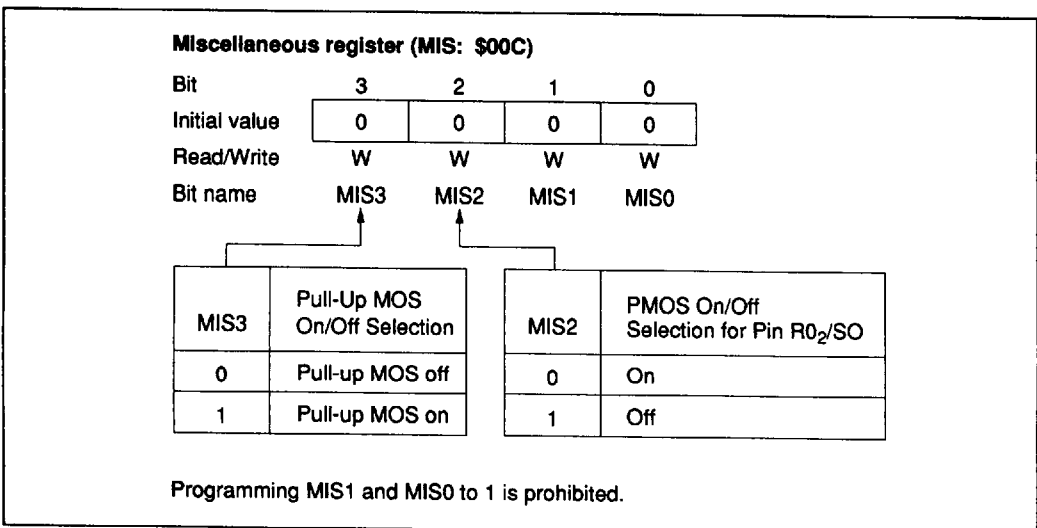 Miscellaneous register (MIS: $00C)
Bit 3 2 1 0
Initial value 0 0 0 0
Read/Write W W W W
Bit name MIS3 MIS2 MIS1 MIS0
MIS3 Pull-Up MOS On/Off Selection
0 Pull-up MOS off
1 Pull-up MOS on
MIS2 PMOS On/Off Selection for Pin R0₂/SO
0 On
1 Off
Programming MIS1 and MIS0 to 1 is prohibited.